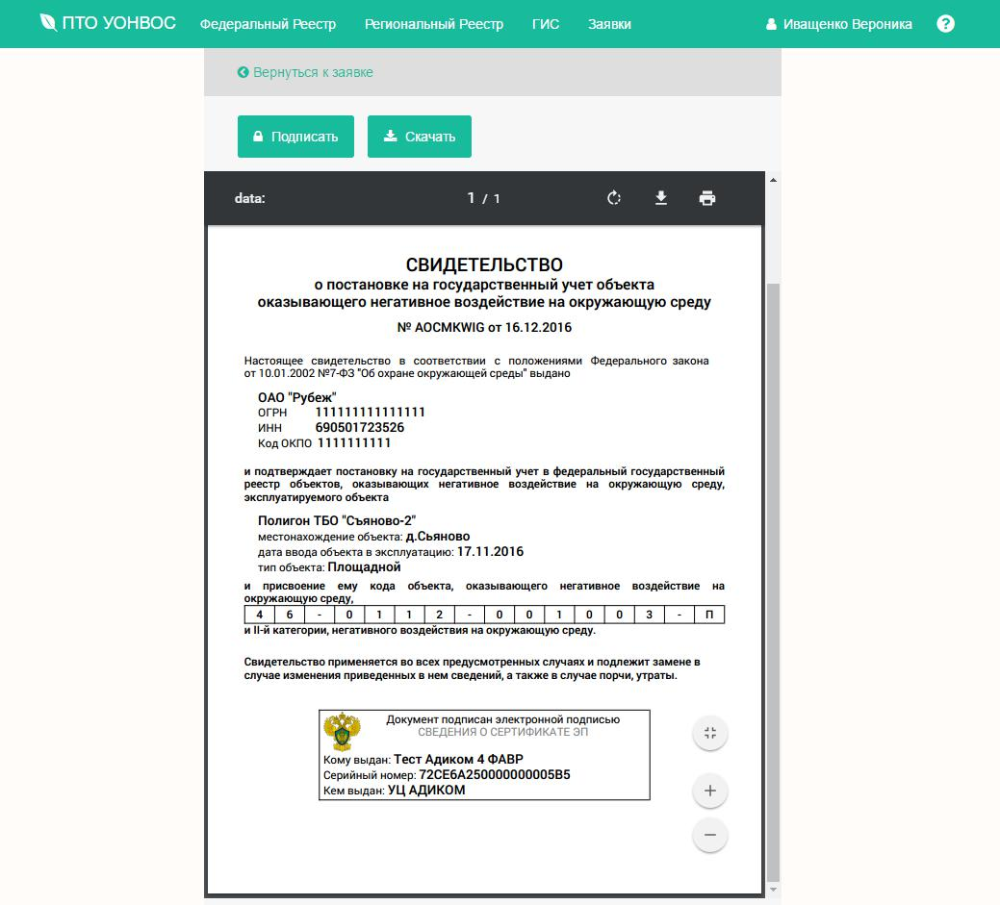 ПТО УОНВОС Федеральный Реестр Региональный Реестр ГИС Заявки Иващенко Вероника ?
Вернуться к заявке
Подписать Скачать
data: 1 / 1
СВИДЕТЕЛЬСТВО
о постановке на государственный учет объекта
оказывающего негативное воздействие на окружающую среду
№ AOCMKWIG от 16.12.2016
Настоящее свидетельство в соответствии с положениями Федерального закона
от 10.01.2002 №7-ФЗ "Об охране окружающей среды" выдано
ОАО "Рубеж"
ОГРН 111111111111111
ИНН 690501723526
Код ОКПО 1111111111
и подтверждает постановку на государственный учет в федеральный государственный
реестр объектов, оказывающих негативное воздействие на окружающую среду,
эксплуатируемого объекта
Полигон ТБО "Съяново-2"
местонахождение объекта: д.Сьяново
дата ввода объекта в эксплуатацию: 17.11.2016
тип объекта: Площадной
и присвоение ему кода объекта, оказывающего негативное воздействие на
окружающую среду,
4 6 - 0 1 1 2 - 0 0 1 0 0 3 - П
и II-й категории, негативного воздействия на окружающую среду.
Свидетельство применяется во всех предусмотренных случаях и подлежит замене в
случае изменения приведенных в нем сведений, а также в случае порчи, утраты.
Документ подписан электронной подписью
СВЕДЕНИЯ О СЕРТИФИКАТЕ ЭП
Кому выдан: Тест Адиком 4 ФАВР
Серийный номер: 72CE6A250000000005B5
Кем выдан: УЦ АДИКОМ